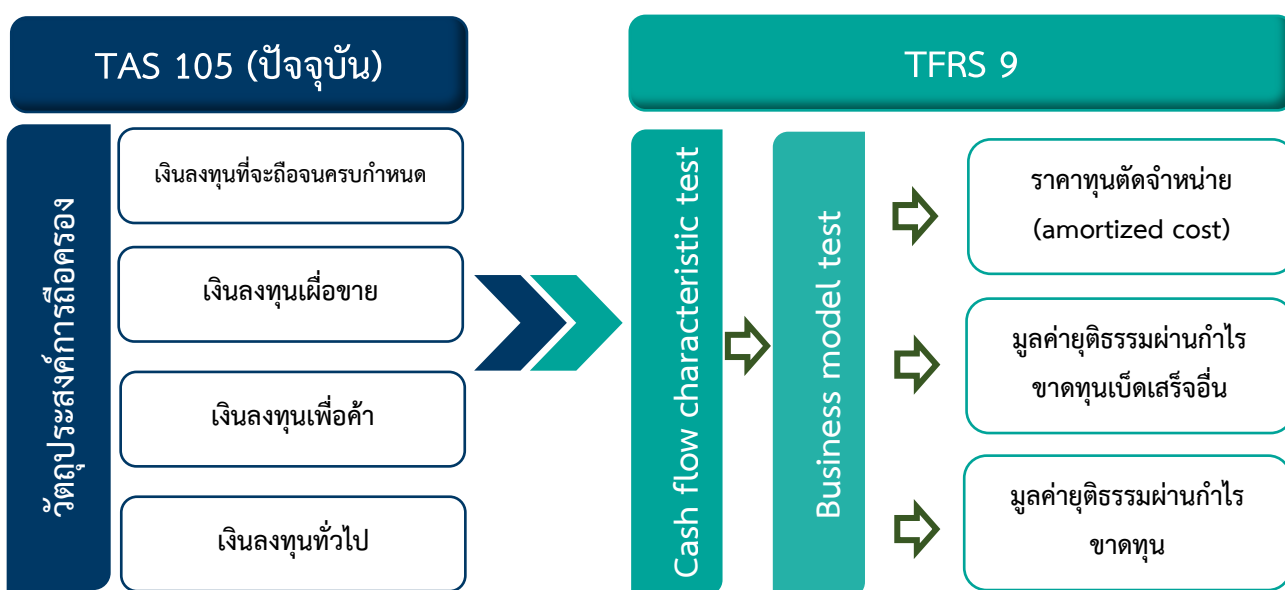 TAS 105 (ปัจจุบัน)
วัตถุประสงค์การถือครอง
เงินลงทุนที่จะถือจนครบกำหนด
เงินลงทุนเผื่อขาย
เงินลงทุนเพื่อค้า
เงินลงทุนทั่วไป
TFRS 9
Cash flow characteristic test
Business model test
ราคาทุนตัดจำหน่าย
(amortized cost)
มูลค่ายุติธรรมผ่านกำไร
ขาดทุนเบ็ดเสร็จอื่น
มูลค่ายุติธรรมผ่านกำไร
ขาดทุน